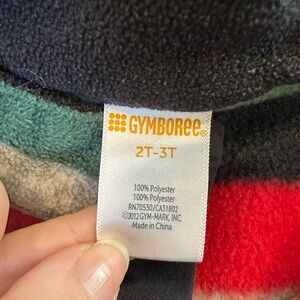 GYMBOREE®
2T-3T
100% Polyester
100% Polyester
RN70530/CA31802
©2012 GYM-MARK, INC.
Made in China